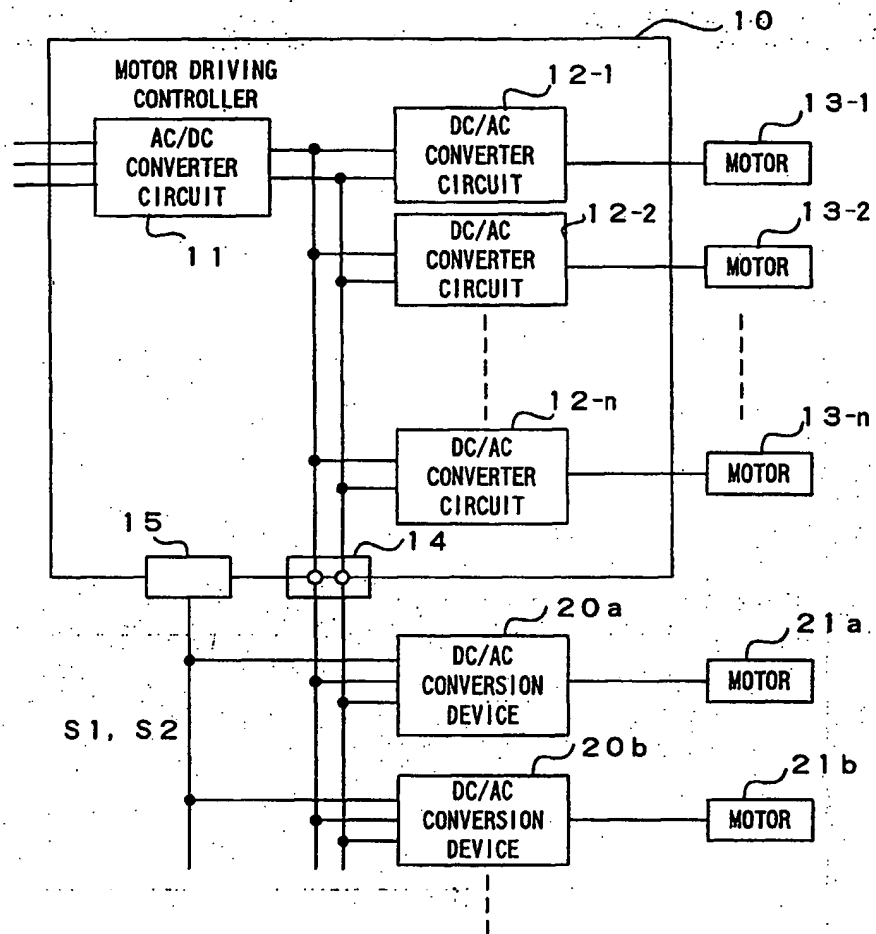 10
MOTOR DRIVING
CONTROLLER
12-1
13-1
AC/DC
CONVERTER
CIRCUIT
11
DC/AC
CONVERTER
CIRCUIT
MOTOR
12-2
13-2
DC/AC
CONVERTER
CIRCUIT
MOTOR
12-n
13-n
DC/AC
CONVERTER
CIRCUIT
MOTOR
15
14
20a
21a
DC/AC
CONVERSION
DEVICE
MOTOR
S1, S2
20b
21b
DC/AC
CONVERSION
DEVICE
MOTOR